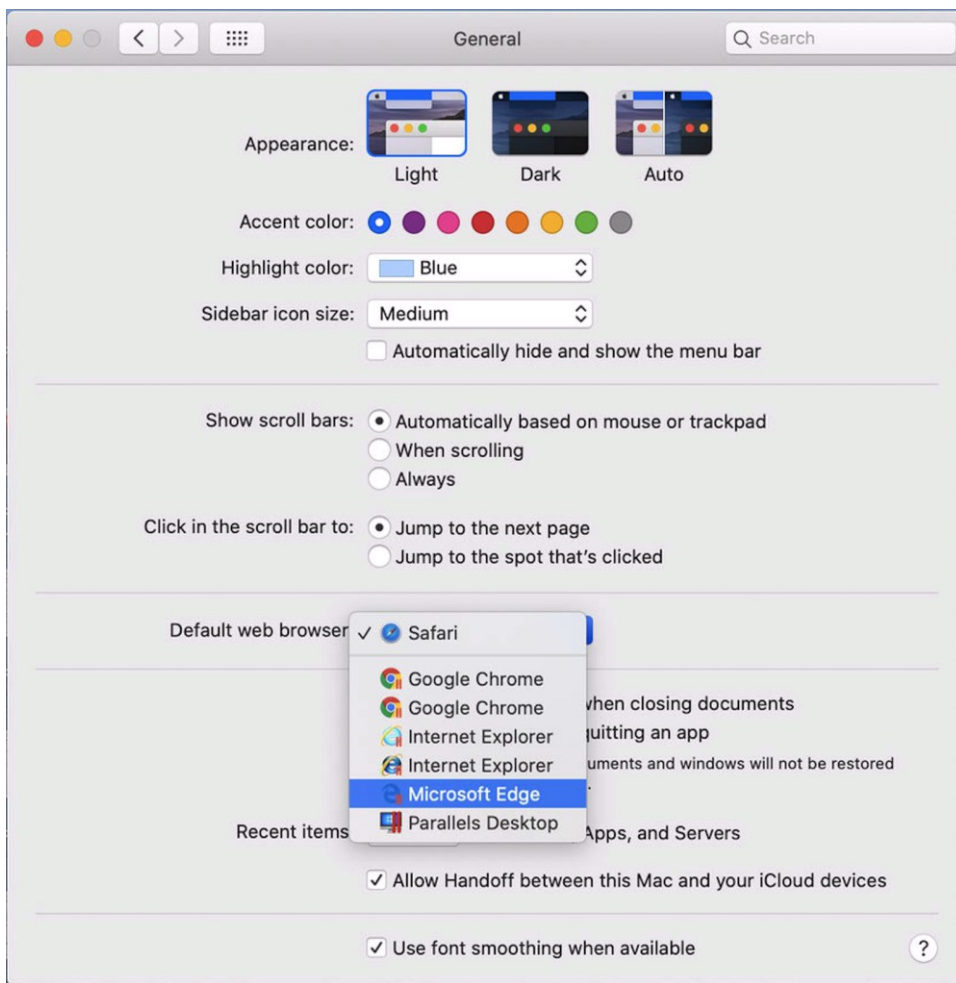 General
Search
Appearance:
Light Dark Auto
Accent color:
Highlight color: Blue
Sidebar icon size: Medium
Automatically hide and show the menu bar
Show scroll bars: Automatically based on mouse or trackpad
When scrolling
Always
Click in the scroll bar to: Jump to the next page
Jump to the spot that's clicked
Default web browser ✓ Safari
Google Chrome
Google Chrome when closing documents
Internet Explorer quitting an app
Internet Explorer uments and windows will not be restored
Microsoft Edge
Parallels Desktop
Recent items Apps, and Servers
Allow Handoff between this Mac and your iCloud devices
Use font smoothing when available
?